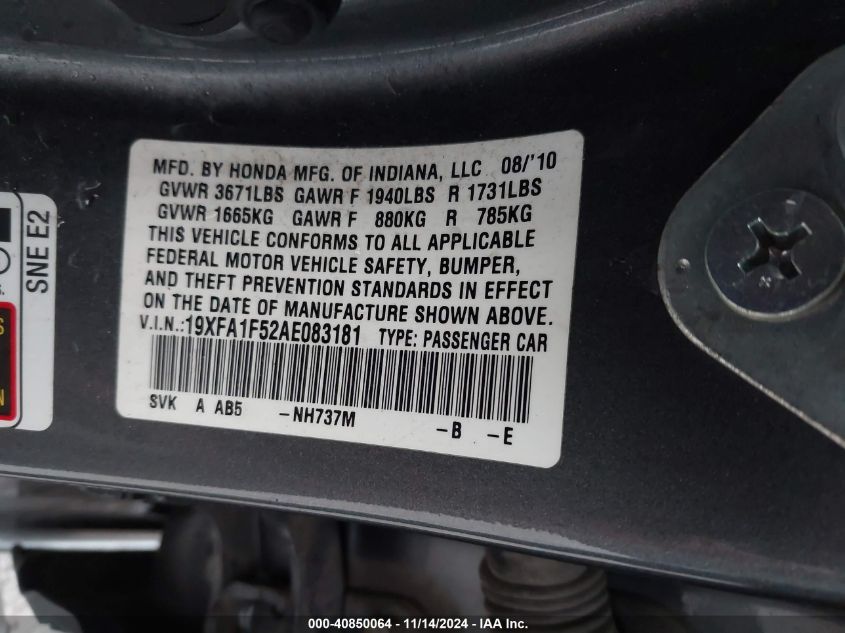 MFD. BY HONDA MFG. OF INDIANA, LLC 08/'10
GVWR 3671LBS GAWR F 1940LBS R 1731LBS
GVWR 1665KG GAWR F 880KG R 785KG
THIS VEHICLE CONFORMS TO ALL APPLICABLE
FEDERAL MOTOR VEHICLE SAFETY, BUMPER,
AND THEFT PREVENTION STANDARDS IN EFFECT
ON THE DATE OF MANUFACTURE SHOWN ABOVE.
V.I.N.:19XFA1F52AE083181 TYPE: PASSENGER CAR
SVK A AB5 -NH737M -B -E
SNE E2
000-40850064 - 11/14/2024 - IAA Inc.